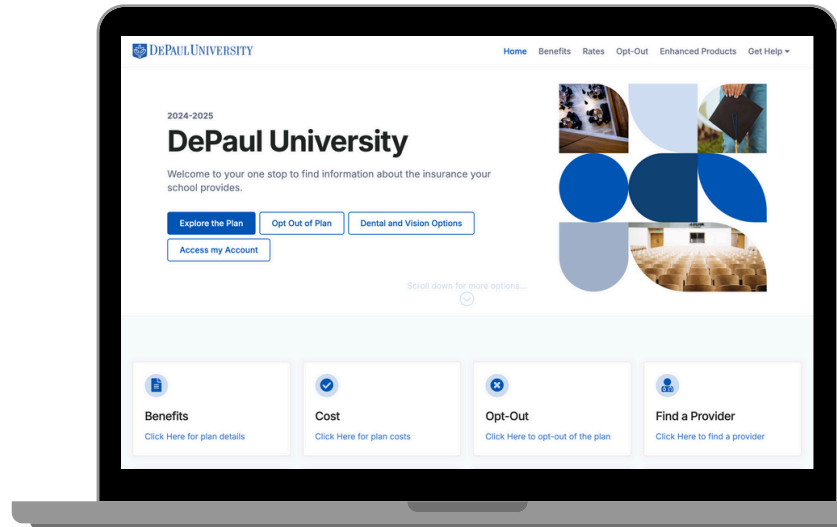 DEPAUL UNIVERSITY
Home Benefits Rates Opt-Out Enhanced Products Get Help
2024-2025
DePaul University
Welcome to your one stop to find information about the insurance your
school provides.
Explore the Plan Opt Out of Plan Dental and Vision Options
Access my Account
Scroll down for more options...
Benefits Cost Opt-Out Find a Provider
Click Here for plan details Click Here for plan costs Click Here to opt-out of the plan Click Here to find a provider